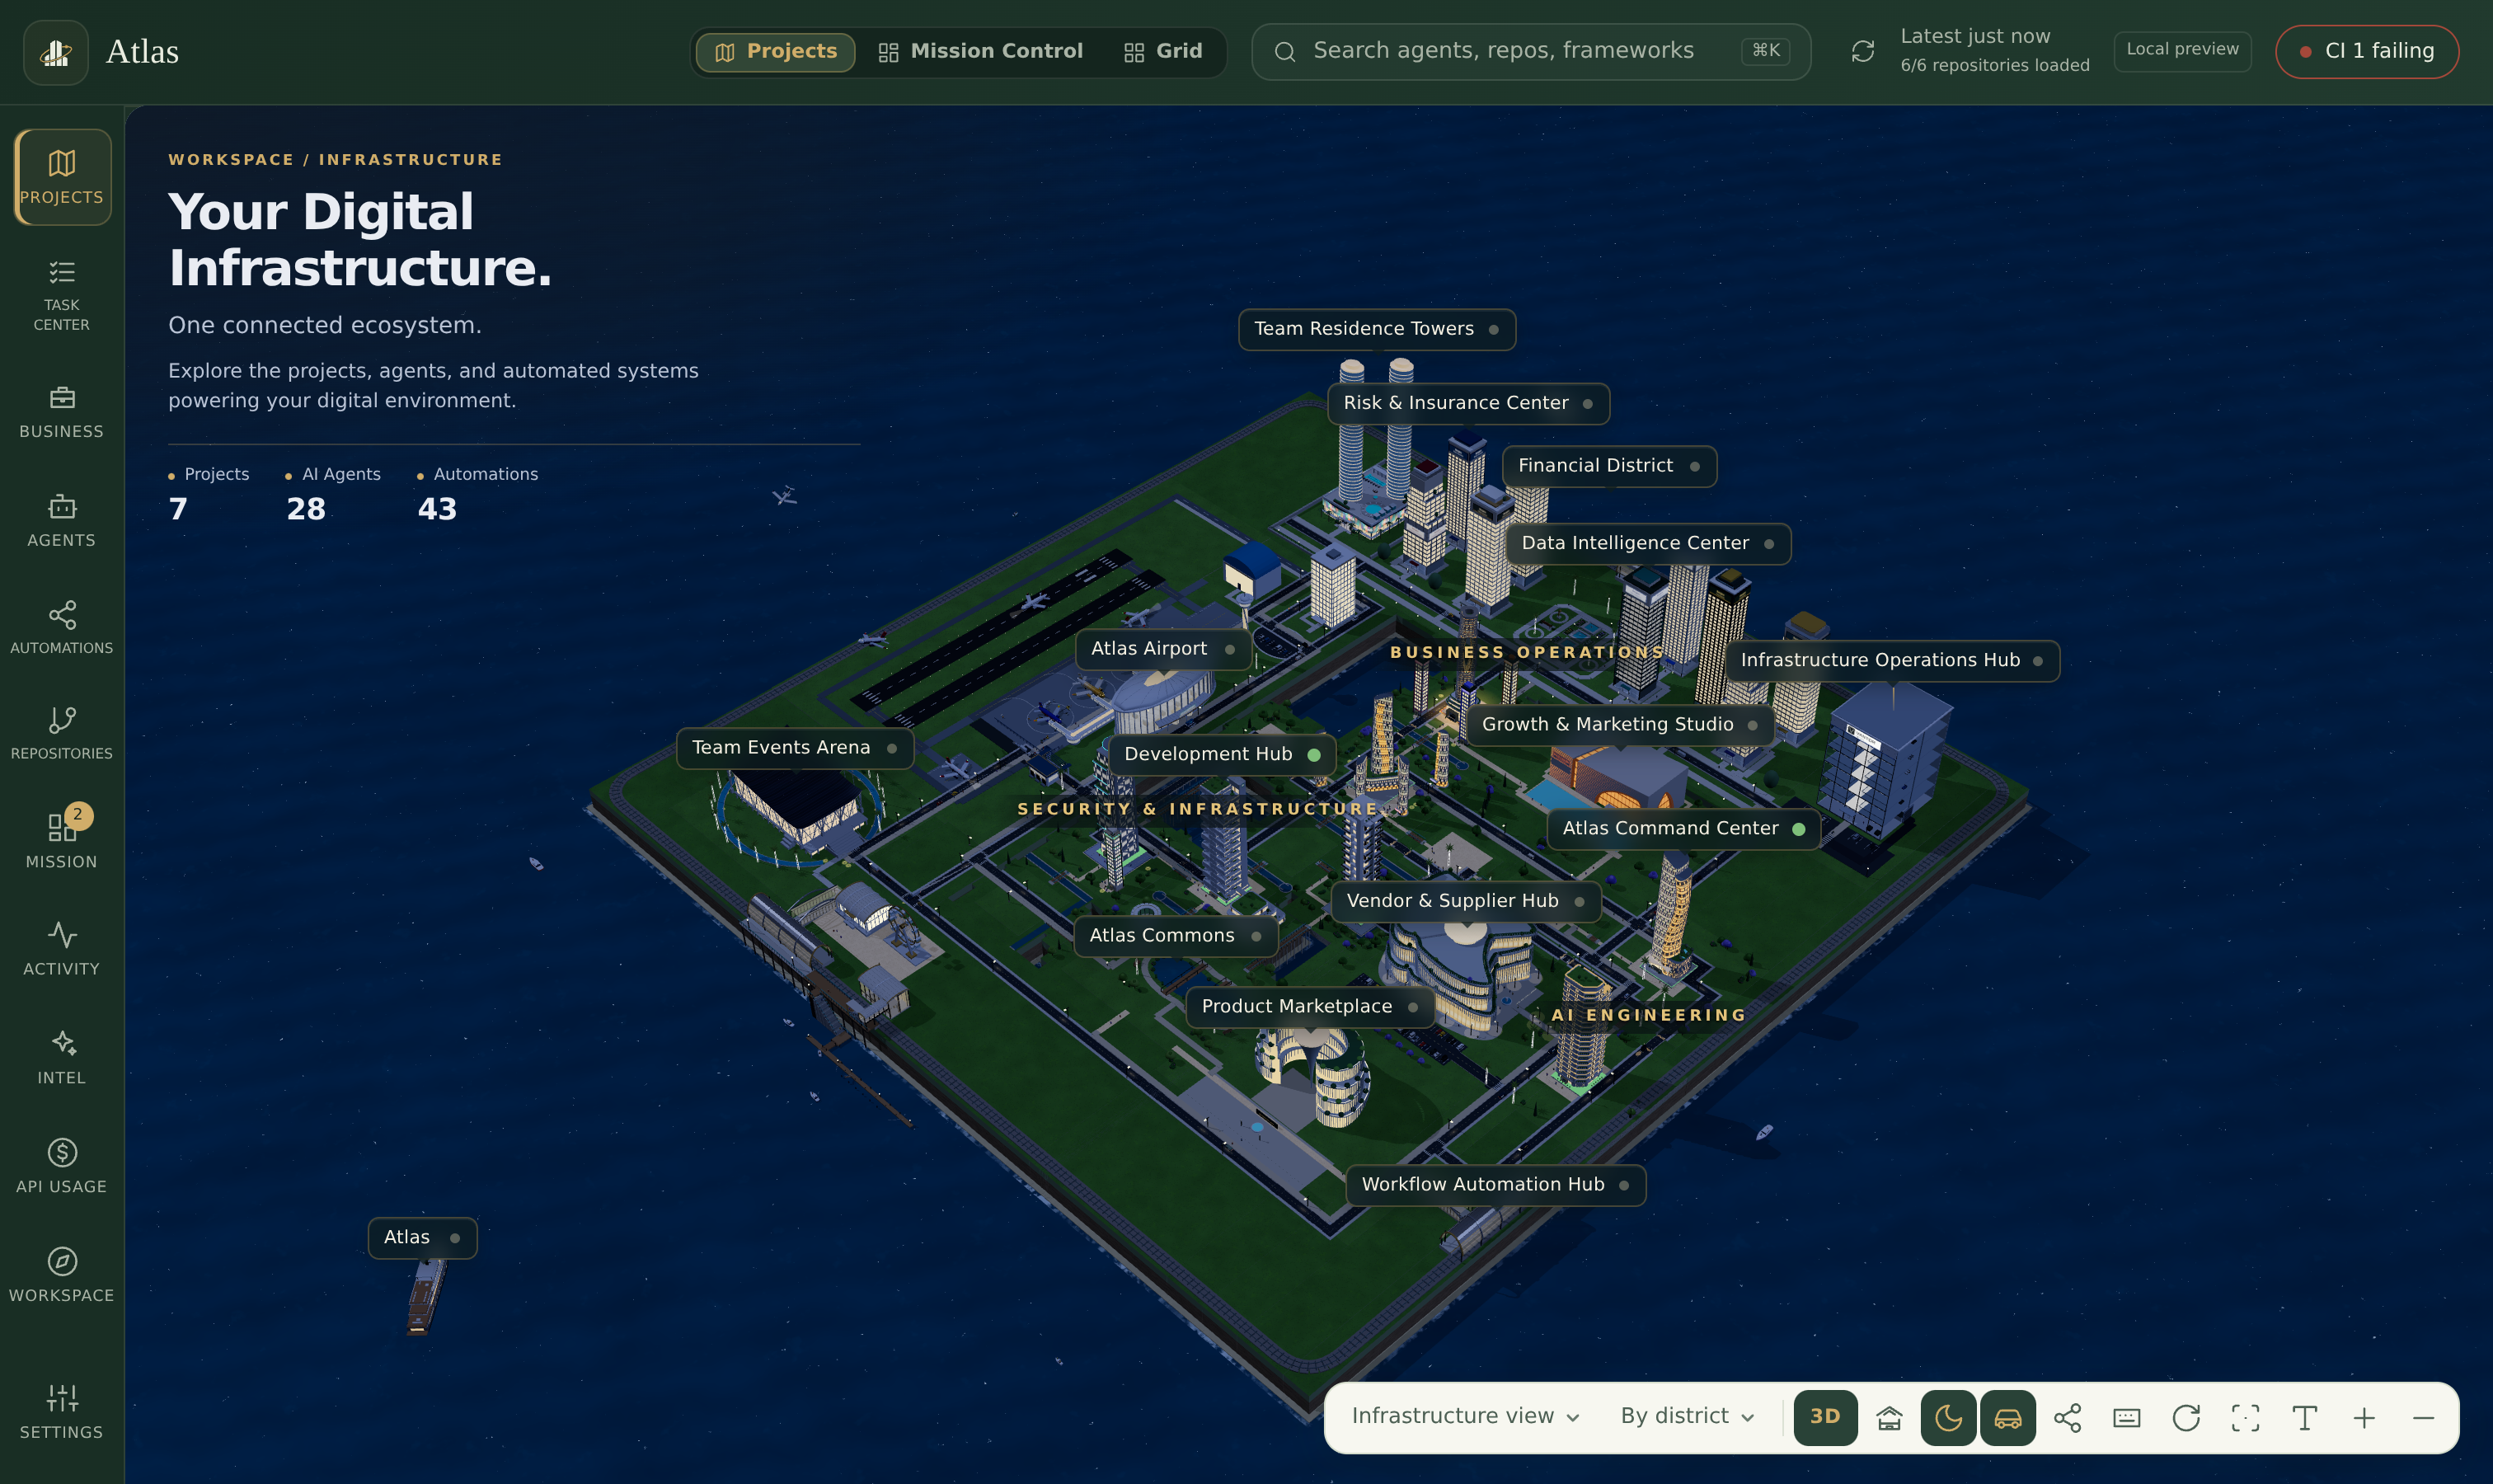 Atlas
Projects
Mission Control
Grid
Search agents, repos, frameworks
⌘K
Latest just now
6/6 repositories loaded
Local preview
CI 1 failing
PROJECTS
TASK
CENTER
BUSINESS
AGENTS
AUTOMATIONS
REPOSITORIES
2
MISSION
ACTIVITY
INTEL
API USAGE
WORKSPACE
SETTINGS
WORKSPACE / INFRASTRUCTURE
Your Digital
Infrastructure.
One connected ecosystem.
Explore the projects, agents, and automated systems
powering your digital environment.
Projects
7
AI Agents
28
Automations
43
Team Residence Towers
Risk & Insurance Center
Financial District
Data Intelligence Center
Atlas Airport
BUSINESS OPERATIONS
Infrastructure Operations Hub
Growth & Marketing Studio
Team Events Arena
Development Hub
SECURITY & INFRASTRUCTURE
Atlas Command Center
Vendor & Supplier Hub
Atlas Commons
Product Marketplace
AI ENGINEERING
Workflow Automation Hub
Atlas
Infrastructure view
By district
3D